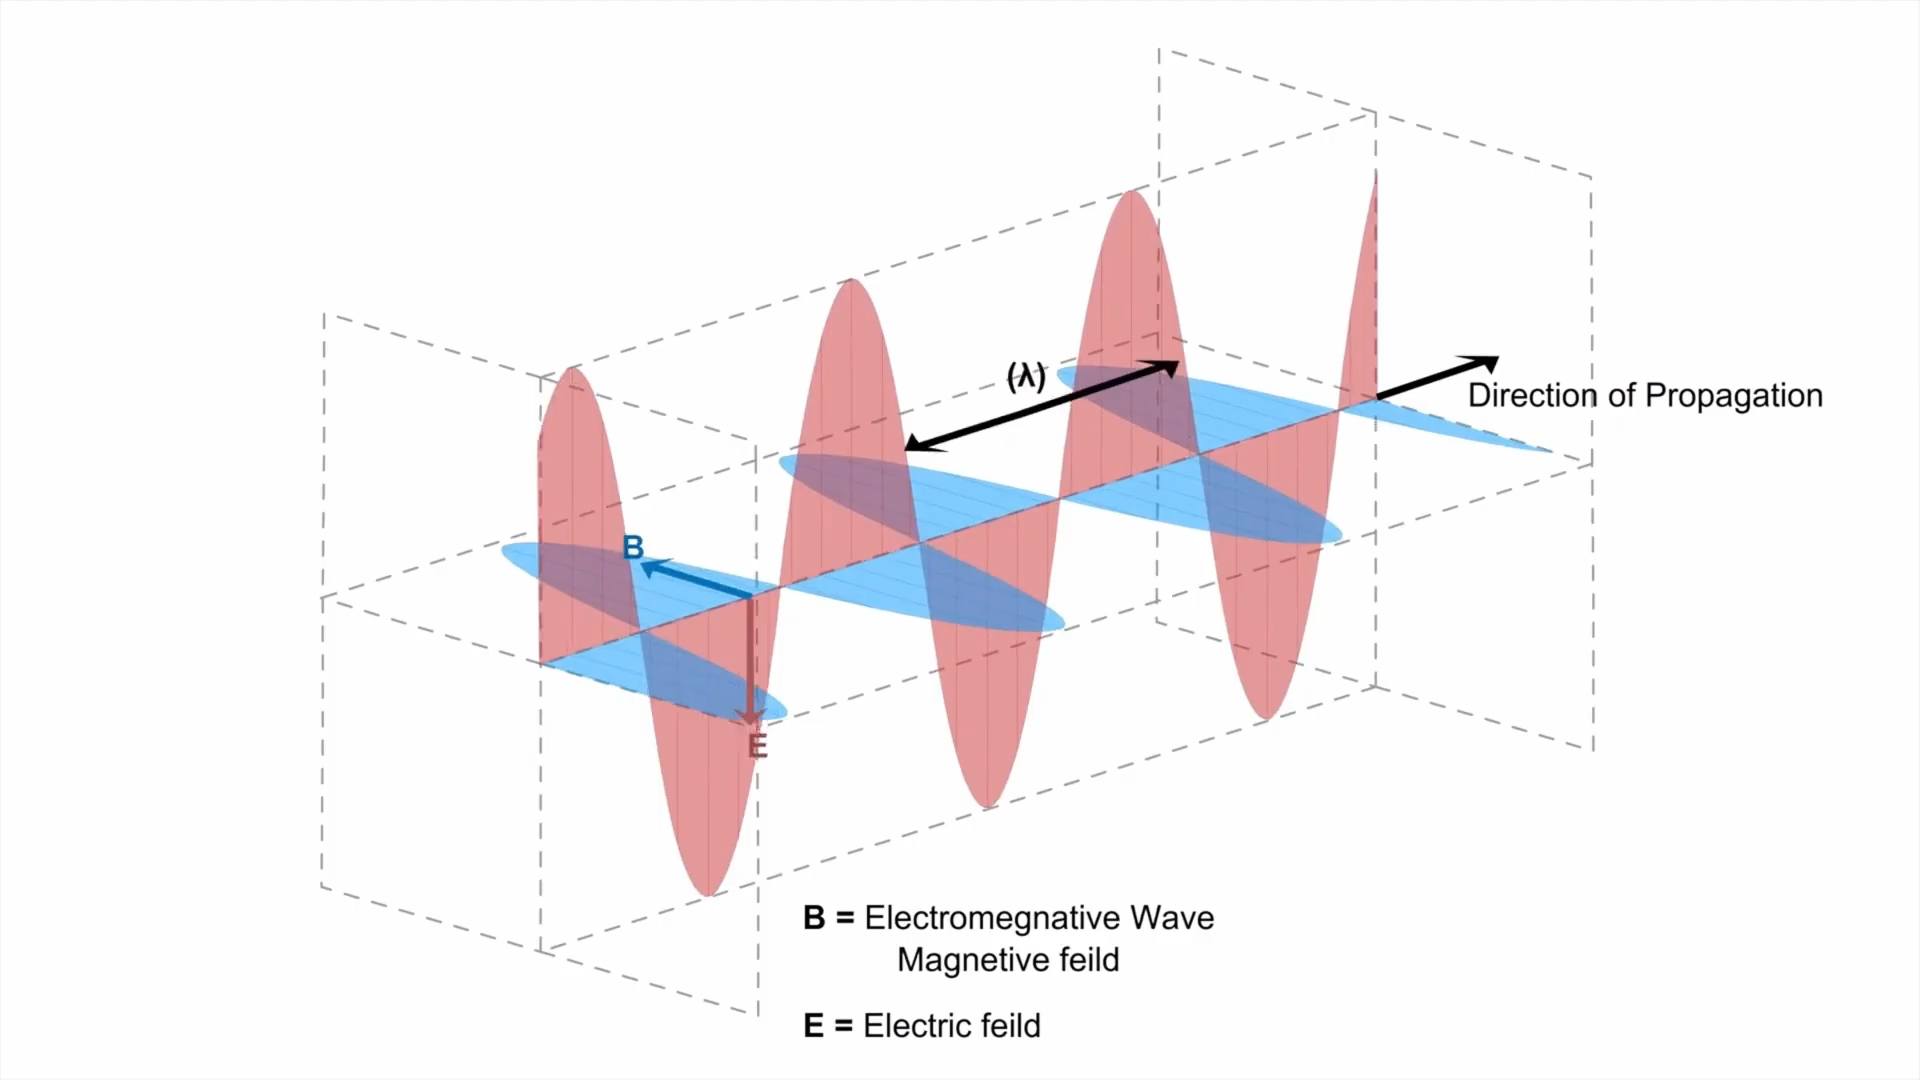 (λ)
Direction of Propagation
B
E
B = Electromegnative Wave
Magnetive feild
E = Electric feild